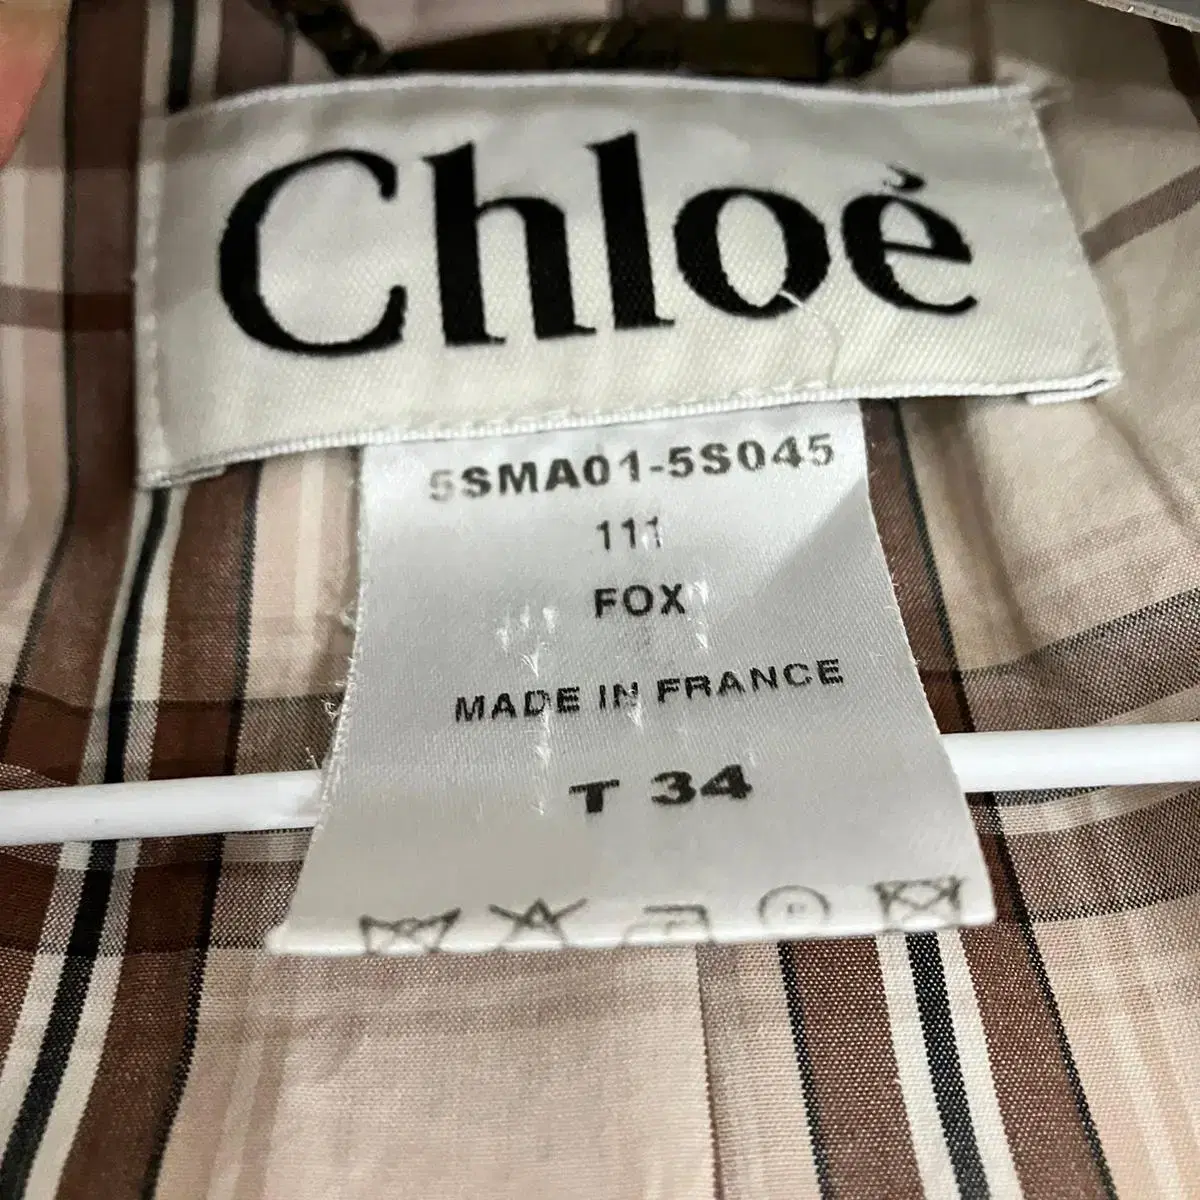 Chloé
5SMA01-5S045
111
FOX
MADE IN FRANCE
T 34